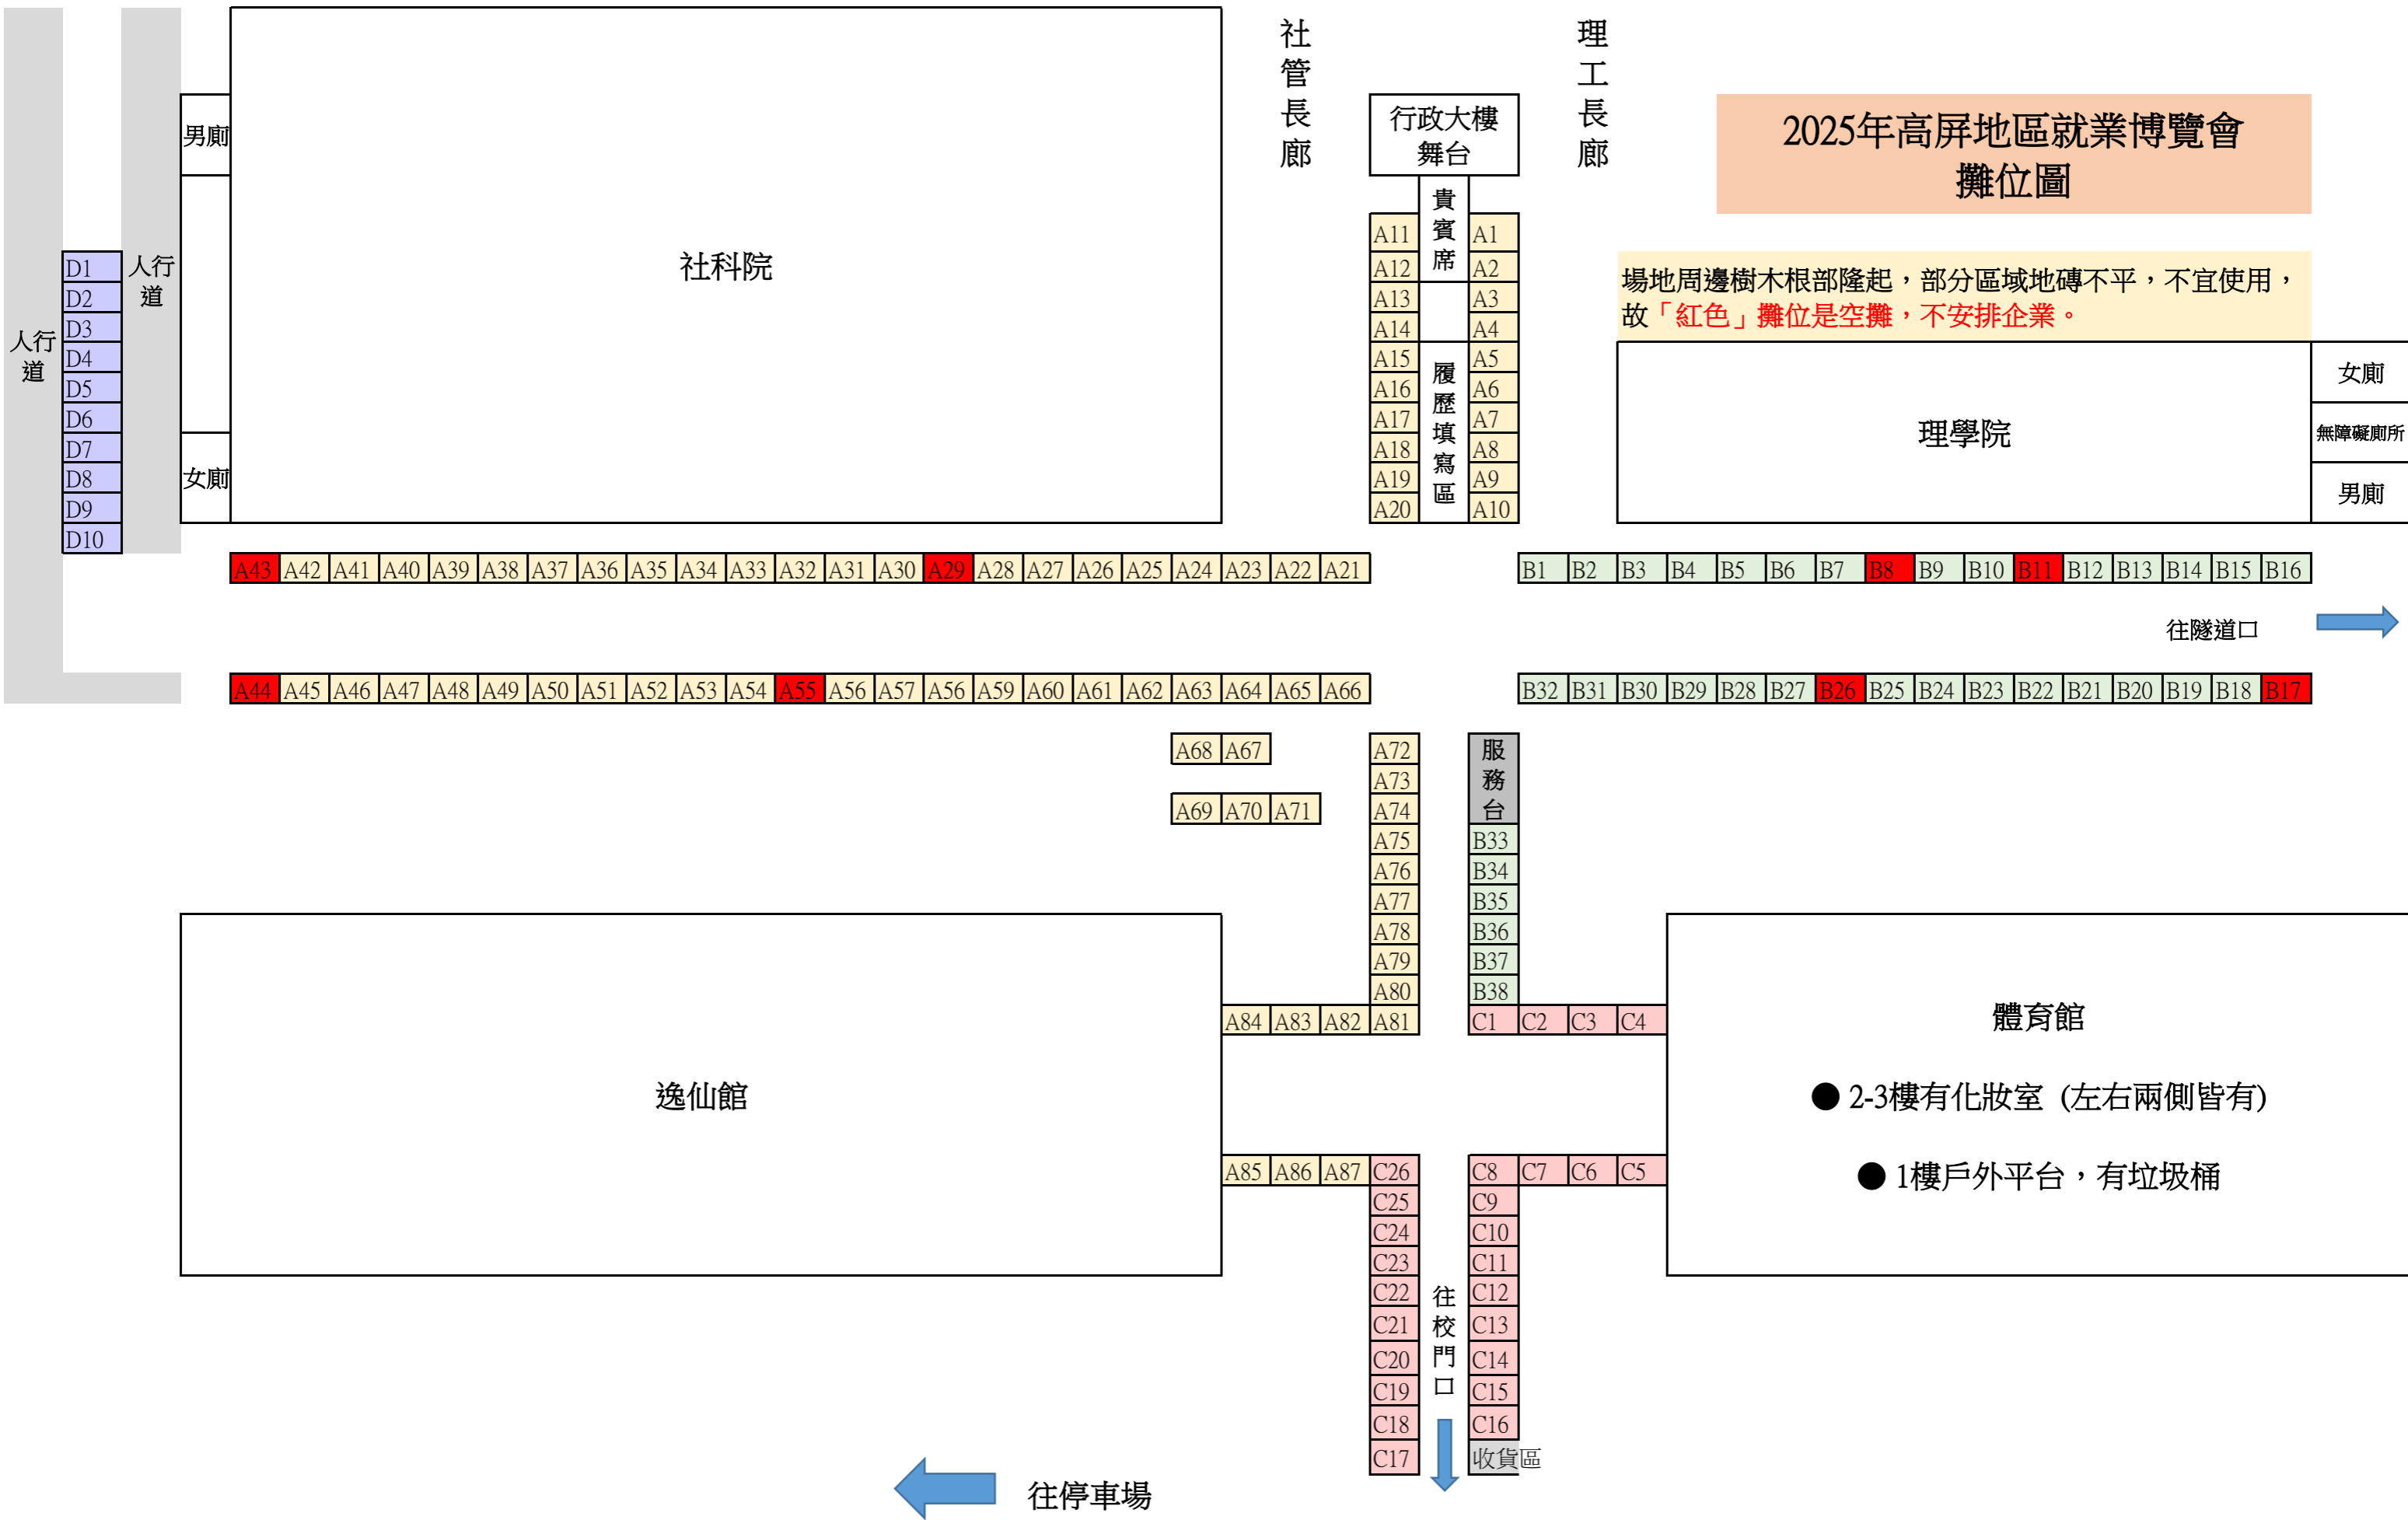 社管長廊
理工長廊
行政大樓
舞台
2025年高屏地區就業博覽會
攤位圖
男廁
社科院
貴賓席
A11 A1
A12 A2
A13 A3
A14 A4
A15 A5
A16 A6
A17 A7
A18 A8
A19 A9
A20 A10
履歷填寫區
場地周邊樹木根部隆起，部分區域地磚不平，不宜使用，
故「紅色」攤位是空攤，不安排企業。
人行
道
D1
D2
D3
D4
D5
D6
D7
D8
D9
D10
人行
道
女廁
理學院
女廁
無障礙廁所
男廁
A43 A42 A41 A40 A39 A38 A37 A36 A35 A34 A33 A32 A31 A30 A29 A28 A27 A26 A25 A24 A23 A22 A21
B1 B2 B3 B4 B5 B6 B7 B8 B9 B10 B11 B12 B13 B14 B15 B16
往隧道口
A44 A45 A46 A47 A48 A49 A50 A51 A52 A53 A54 A55 A56 A57 A56 A59 A60 A61 A62 A63 A64 A65 A66
B32 B31 B30 B29 B28 B27 B26 B25 B24 B23 B22 B21 B20 B19 B18 B17
A68 A67
A69 A70 A71
A72
A73
A74
A75
A76
A77
A78
A79
A80
A84 A83 A82 A81
服務台
B33
B34
B35
B36
B37
B38
C1 C2 C3 C4
逸仙館
體育館
● 2-3樓有化妝室 (左右兩側皆有)
● 1樓戶外平台，有垃圾桶
A85 A86 A87 C26
C25
C24
C23
C22
C21
C20
C19
C18
C17
往校門口
C8 C7 C6 C5
C9
C10
C11
C12
C13
C14
C15
C16
收貨區
往停車場